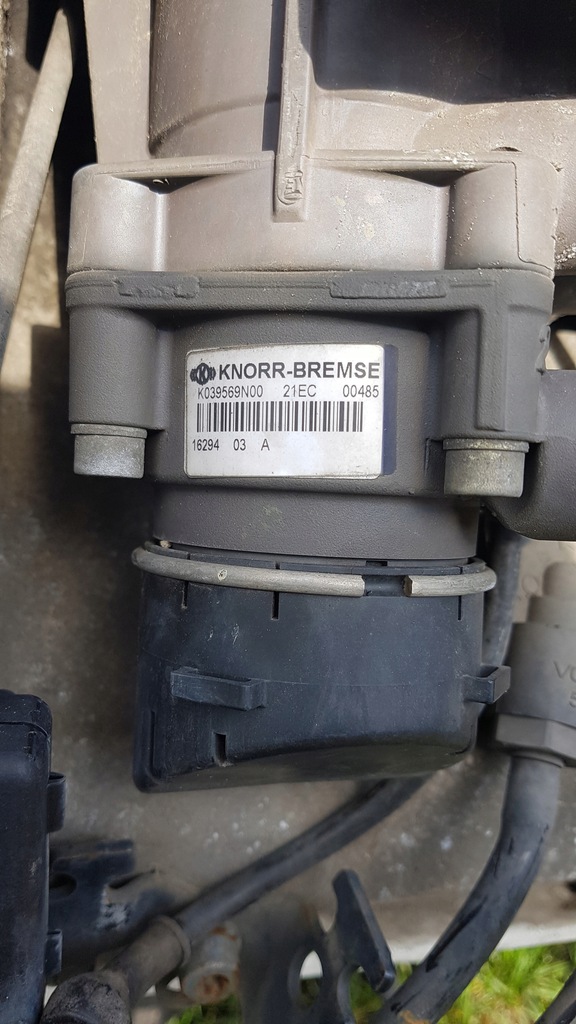 KNORR-BREMSE
K039569N00 21EC 00485
16294 03 A